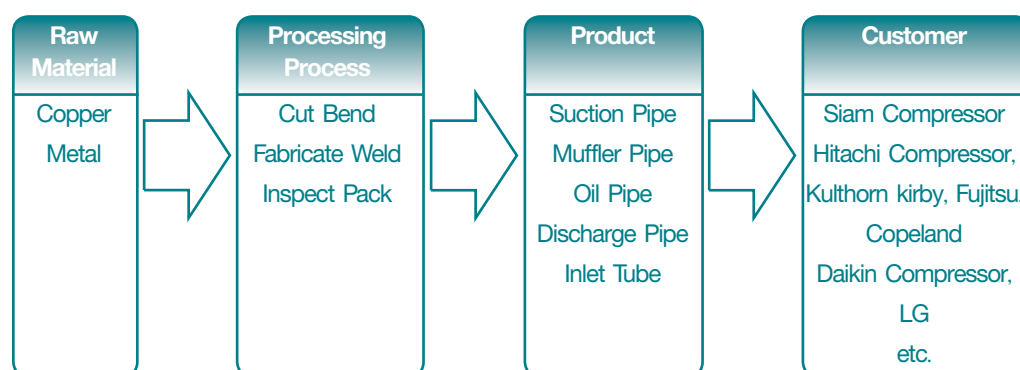 Raw
Material
Copper
Metal
Processing
Process
Cut Bend
Fabricate Weld
Inspect Pack
Product
Suction Pipe
Muffler Pipe
Oil Pipe
Discharge Pipe
Inlet Tube
Customer
Siam Compressor
Hitachi Compressor,
Kulthorn kirby, Fujitsu,
Copeland
Daikin Compressor,
LG
etc.